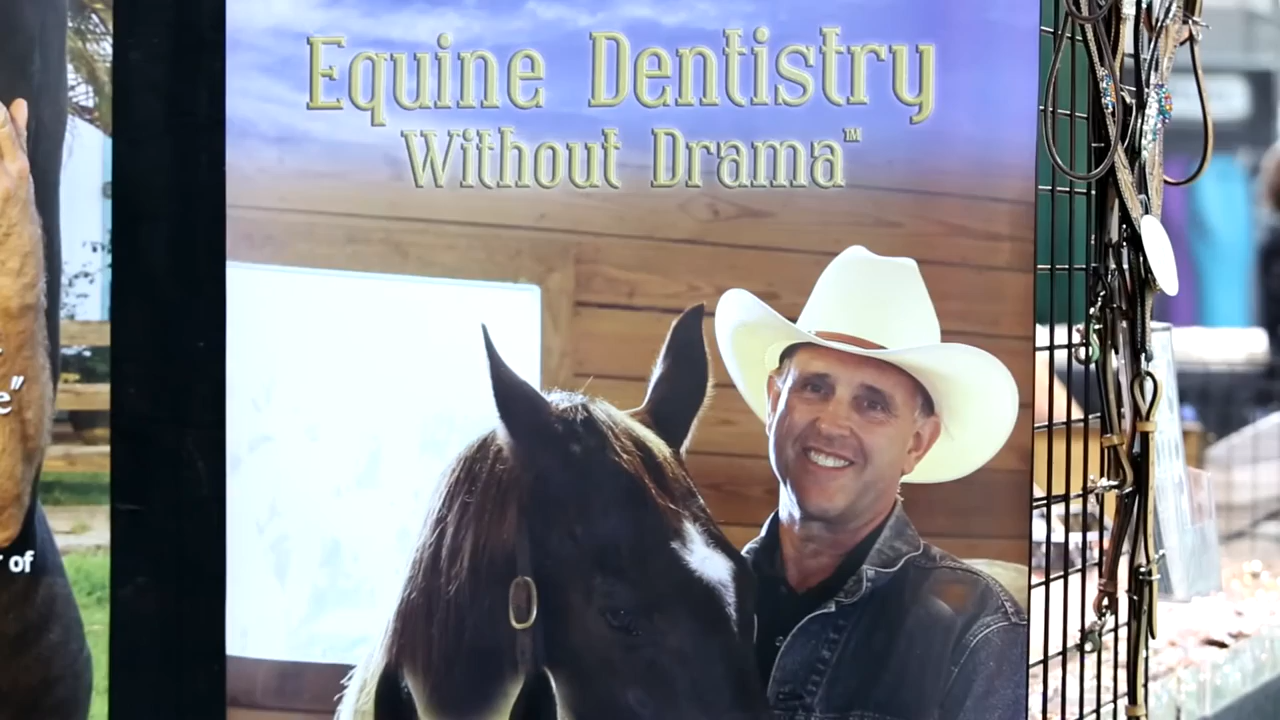 Equine Dentistry
Without Drama™
e"
r of